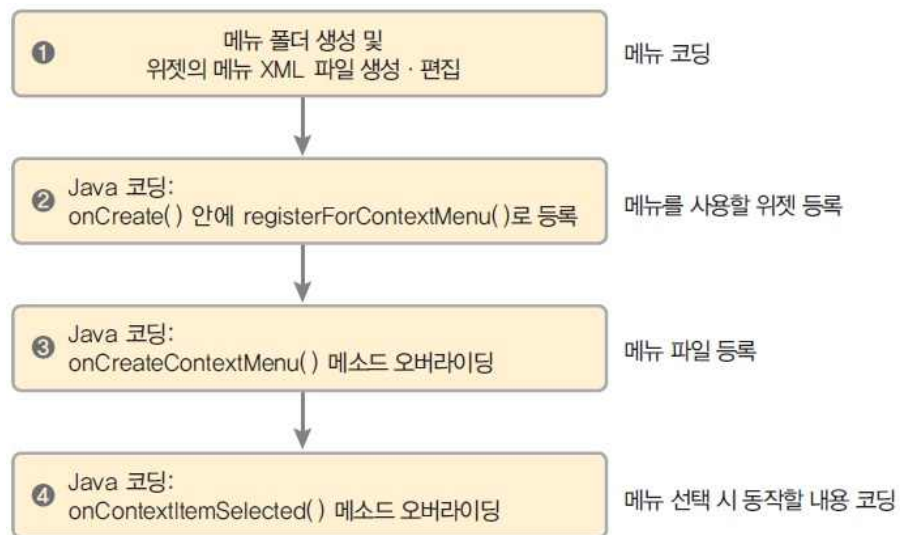 ❶ 메뉴 폴더 생성 및
위젯의 메뉴 XML 파일 생성 · 편집
메뉴 코딩
❷ Java 코딩:
onCreate( ) 안에 registerForContextMenu( )로 등록
메뉴를 사용할 위젯 등록
❸ Java 코딩:
onCreateContextMenu( ) 메소드 오버라이딩
메뉴 파일 등록
❹ Java 코딩:
onContextItemSelected( ) 메소드 오버라이딩
메뉴 선택 시 동작할 내용 코딩